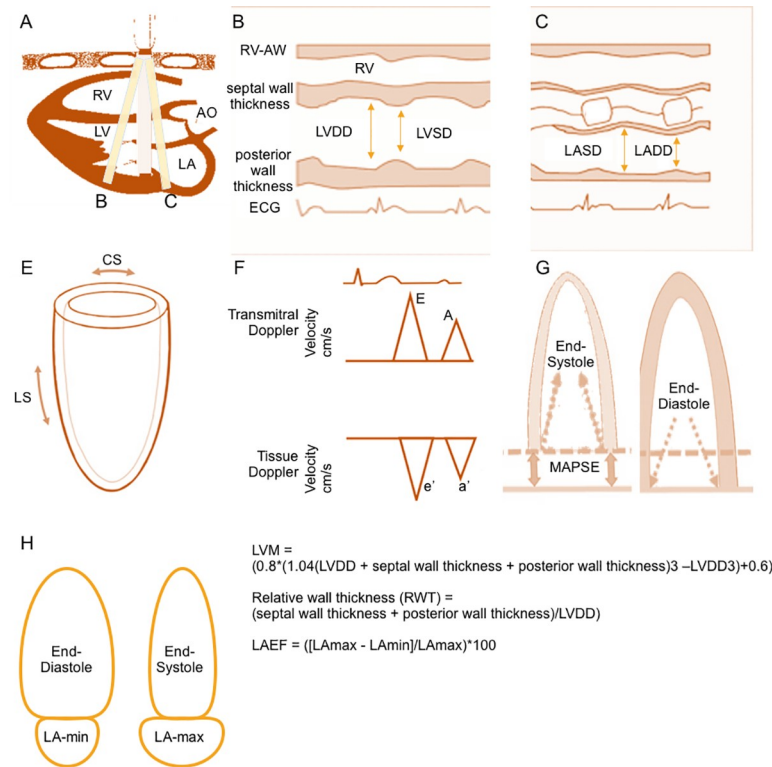 A
RV
LV
AO
LA
B
C
B
RV-AW
RV
septal wall
thickness
LVDD
LVSD
posterior
wall
thickness
ECG
C
LASD
LADD
E
CS
LS
F
E
A
Transmitral
Doppler
Velocity
cm/s
Tissue
Doppler
Velocity
cm/s
e'
a'
G
End-
Systole
End-
Diastole
MAPSE
H
End-
Diastole
LA-min
End-
Systole
LA-max
LVM =
(0.8*(1.04(LVDD + septal wall thickness + posterior wall thickness)3 –LVDD3)+0.6)
Relative wall thickness (RWT) =
(septal wall thickness + posterior wall thickness)/LVDD)
LAEF = ([LAmax - LAmin]/LAmax)*100